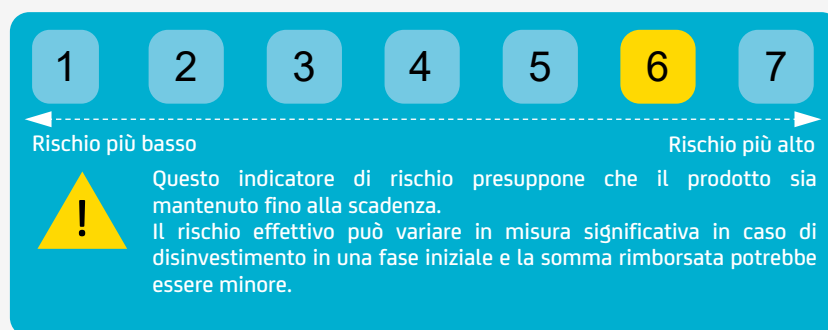 1 2 3 4 5 6 7
Rischio più basso Rischio più alto
!
Questo indicatore di rischio presuppone che il prodotto sia
mantenuto fino alla scadenza.
Il rischio effettivo può variare in misura significativa in caso di
disinvestimento in una fase iniziale e la somma rimborsata potrebbe
essere minore.